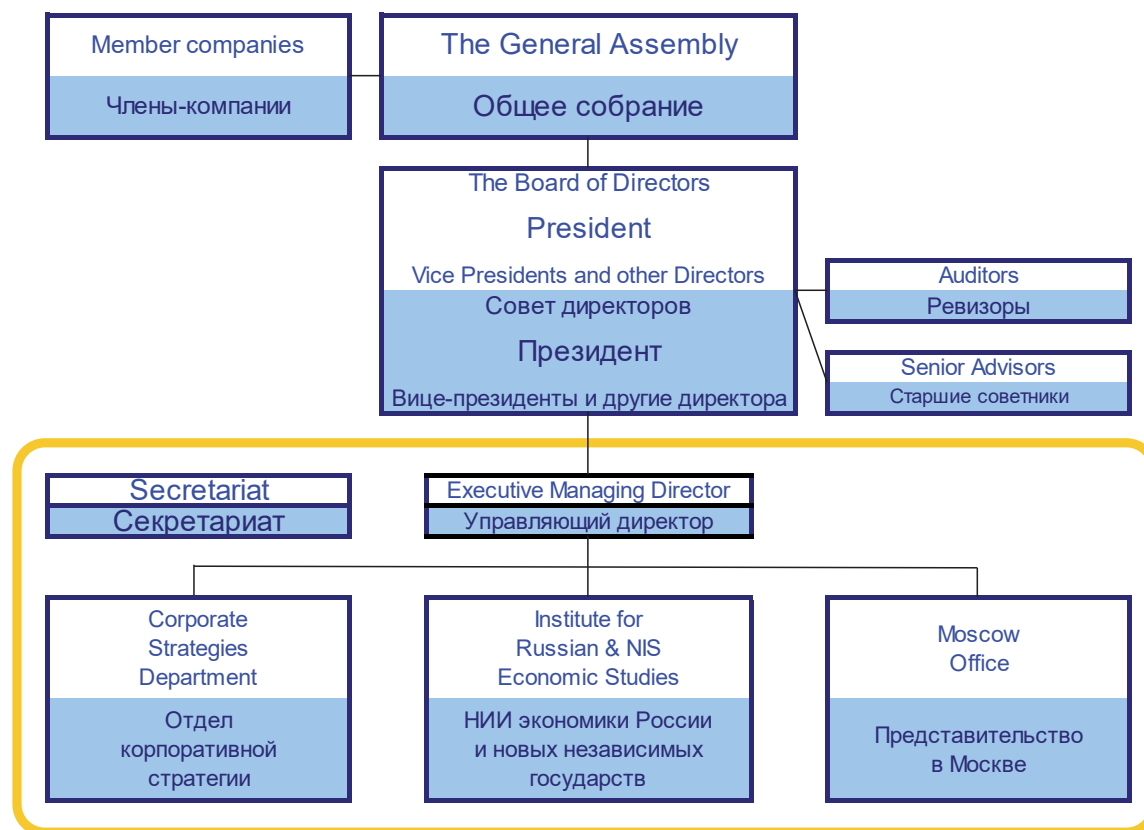 Member companies
Члены-компании
The General Assembly
Общее собрание
The Board of Directors
President
Vice Presidents and other Directors
Совет директоров
Президент
Вице-президенты и другие директора
Auditors
Ревизоры
Senior Advisors
Старшие советники
Secretariat
Секретариат
Executive Managing Director
Управляющий директор
Corporate
Strategies
Department
Отдел
корпоративной
стратегии
Institute for
Russian & NIS
Economic Studies
НИИ экономики России
и новых независимых
государств
Moscow
Office
Представительство
в Москве